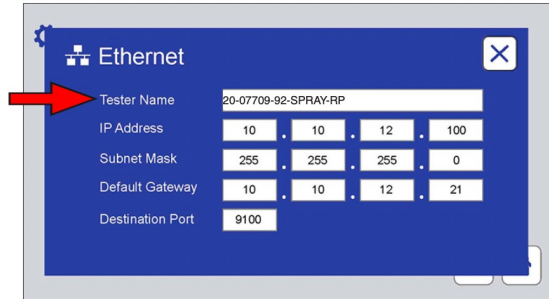 Ethernet
Tester Name 20-07709-92-SPRAY-RP
IP Address 10 . 10 . 12 . 100
Subnet Mask 255 . 255 . 255 . 0
Default Gateway 10 . 10 . 12 . 21
Destination Port 9100